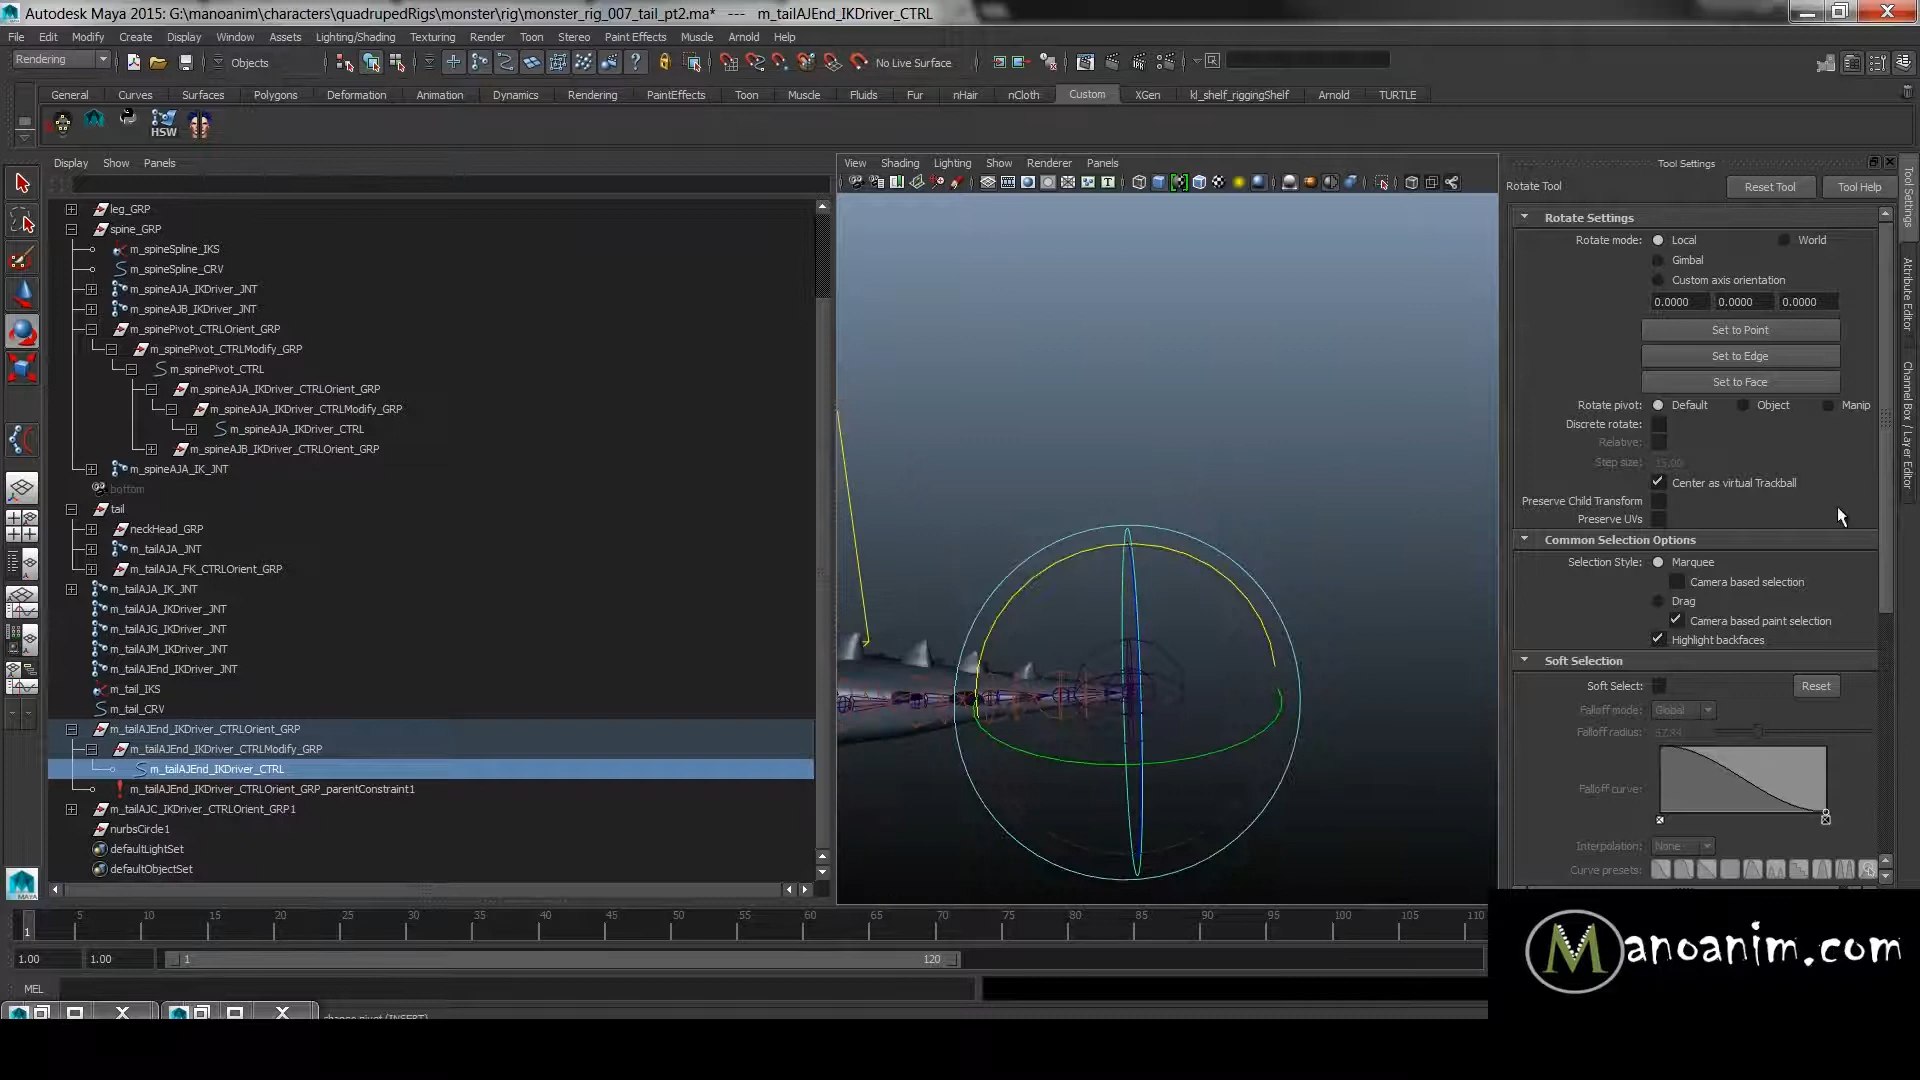 Autodesk Maya 2015: G:\manoanim\characters\quadrupedRigs\monster\rig\monster_rig_007_tail_pt2.ma* --- m_tailAJEnd_IKDriver_CTRL
File Edit Modify Create Display Window Assets Lighting/Shading Texturing Render Toon Stereo Paint Effects Muscle Arnold Help
Rendering Objects No Live Surface
General Curves Surfaces Polygons Deformation Animation Dynamics Rendering PaintEffects Toon Muscle Fluids Fur nHair nCloth Custom XGen kl_shelf_riggingShelf Arnold TURTLE
HSW
Display Show Panels
View Shading Lighting Show Renderer Panels
Tool Settings
Rotate Tool Reset Tool Tool Help
leg_GRP
spine_GRP
m_spineSpline_IKS
m_spineSpline_CRV
m_spineAJA_IKDriver_JNT
m_spineAJB_IKDriver_JNT
m_spinePivot_CTRLOrient_GRP
m_spinePivot_CTRLModify_GRP
m_spinePivot_CTRL
m_spineAJA_IKDriver_CTRLOrient_GRP
m_spineAJA_IKDriver_CTRLModify_GRP
m_spineAJA_IKDriver_CTRL
m_spineAJB_IKDriver_CTRLOrient_GRP
m_spineAJA_IK_JNT
bottom
tail
neckHead_GRP
m_tailAJA_JNT
m_tailAJA_FK_CTRLOrient_GRP
m_tailAJA_IK_JNT
m_tailAJA_IKDriver_JNT
m_tailAJG_IKDriver_JNT
m_tailAJM_IKDriver_JNT
m_tailAJEnd_IKDriver_JNT
m_tail_IKS
m_tail_CRV
m_tailAJEnd_IKDriver_CTRLOrient_GRP
m_tailAJEnd_IKDriver_CTRLModify_GRP
m_tailAJEnd_IKDriver_CTRL
m_tailAJEnd_IKDriver_CTRLOrient_GRP_parentConstraint1
m_tailAJC_IKDriver_CTRLOrient_GRP1
nurbsCircle1
defaultLightSet
defaultObjectSet
Rotate Settings
Rotate mode: Local World
Gimbal
Custom axis orientation
0.0000 0.0000 0.0000
Set to Point
Set to Edge
Set to Face
Rotate pivot: Default Object Manip
Discrete rotate:
Relative:
Step size: 15.00
Center as virtual Trackball
Preserve Child Transform
Preserve UVs
Common Selection Options
Selection Style: Marquee
Camera based selection
Drag
Camera based paint selection
Highlight backfaces
Soft Selection
Soft Select: Reset
Falloff mode: Global
Falloff radius:
Falloff curve:
Interpolation: None
Curve presets:
Tool Settings
Attribute Editor
Channel Box / Layer Editor
5 10 15 20 25 30 35 40 45 50 55 60 65 70 75 80 85 90 95 100 105 110
1
1.00 1.00 1 120
MEL
MAYA
Manoanim.com